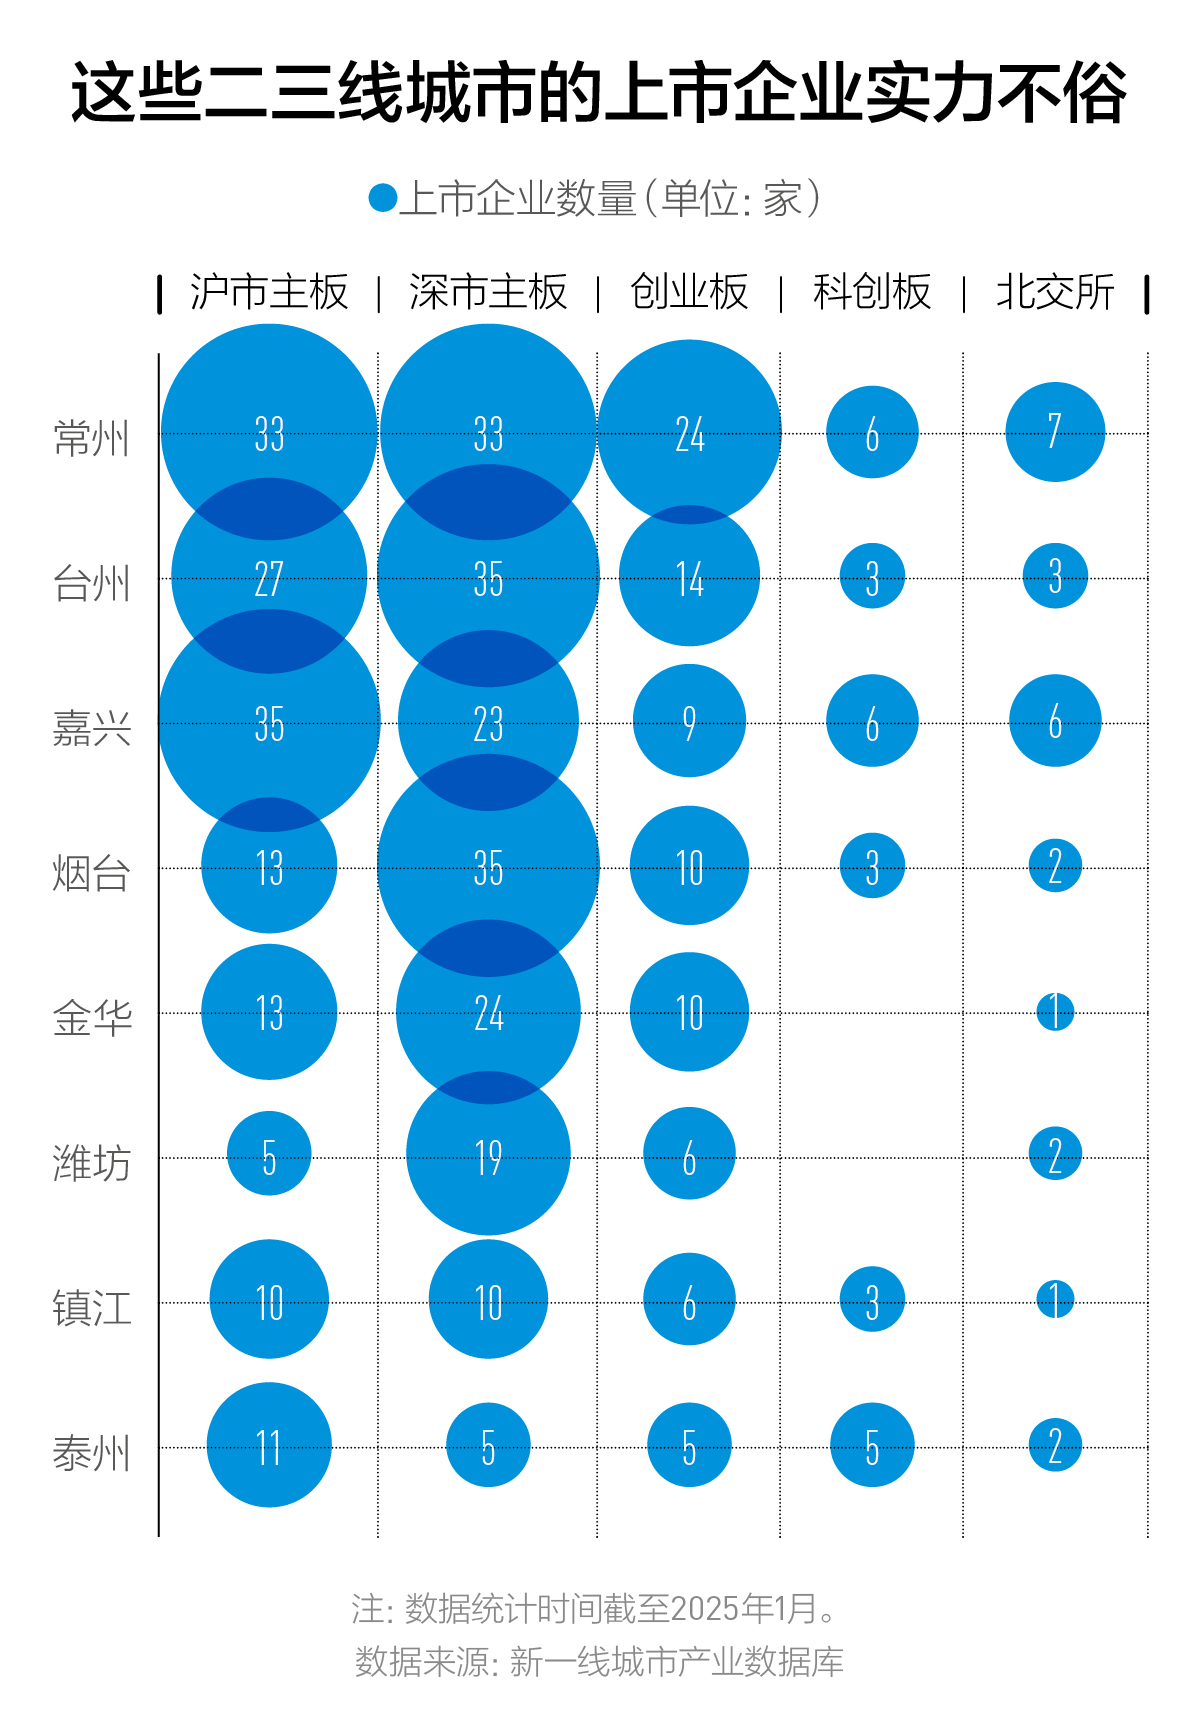 这些二三线城市的上市企业实力不俗
上市企业数量（单位：家）
沪市主板 深市主板 创业板 科创板 北交所
常州 33 33 24 6 7
台州 27 35 14 3 3
嘉兴 35 23 9 6 6
烟台 13 35 10 3 2
金华 13 24 10 1
潍坊 5 19 6 2
镇江 10 10 6 3 1
泰州 11 5 5 5 2
注：数据统计时间截至2025年1月。
数据来源：新一线城市产业数据库